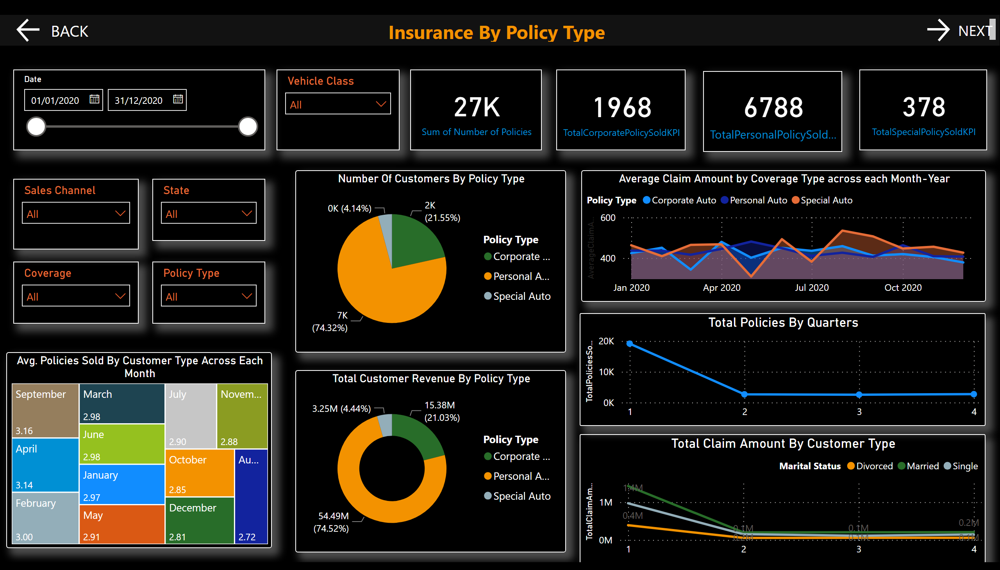 BACK
Insurance By Policy Type
NEXT
Date
01/01/2020
31/12/2020
Vehicle Class
All
27K
Sum of Number of Policies
1968
TotalCorporatePolicySoldKPI
6788
TotalPersonalPolicySold...
378
TotalSpecialPolicySoldKPI
Sales Channel
All
State
All
Coverage
All
Policy Type
All
Number Of Customers By Policy Type
0K (4.14%)
2K
(21.55%)
7K
(74.32%)
Policy Type
Corporate ...
Personal A...
Special Auto
Average Claim Amount by Coverage Type across each Month-Year
Policy Type
Corporate Auto
Personal Auto
Special Auto
AverageClaimA...
600
400
Jan 2020
Apr 2020
Jul 2020
Oct 2020
Total Policies By Quarters
TotalPoliciesSo...
20K
10K
0K
1
2
3
4
Avg. Policies Sold By Customer Type Across Each
Month
September
3.16
April
3.14
February
3.00
March
2.98
June
2.98
January
2.97
May
2.91
July
2.90
Novem...
2.88
October
2.85
December
2.81
Au...
2.72
Total Customer Revenue By Policy Type
3.25M (4.44%)
15.38M
(21.03%)
54.49M
(74.52%)
Policy Type
Corporate ...
Personal A...
Special Auto
Total Claim Amount By Customer Type
Marital Status
Divorced
Married
Single
TotalClaimAm...
1M
0M
1.4M
0.4M
0.1M
0.2M
0.1M
0.1M
0.2M
0.1M
1
2
3
4